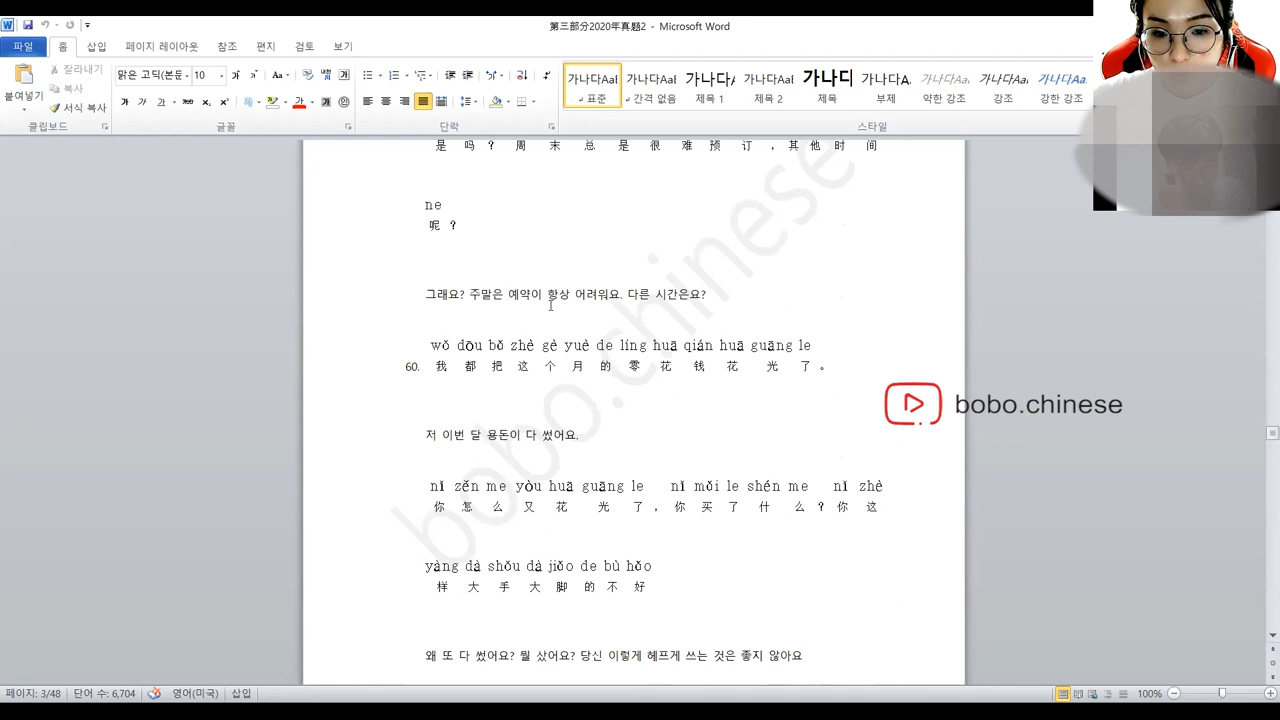 第三部分2020年真题2 - Microsoft Word
파일 홈 삽입 페이지 레이아웃 참조 편지 검토 보기
붙여넣기 잘라내기 복사 서식 복사
맑은 고딕(본문 10
가나다AaB 가나다AaB 가나다A 가나다Aa 가나다 가나다A. 가나다Aa. 가나다Aa. 가나다Aa.
표준 간격 없음 제목 1 제목 2 제목 부제 약한 강조 강조 강한 강조
클립보드 글꼴 단락 스타일
是 吗 ? 周 末 总 是 很 难 预 订 , 其 他 时 间
ne
呢 ?
그래요? 주말은 예약이 항상 어려워요. 다른 시간은요?
wǒ dōu bǎ zhè gè yuè de líng huā qián huā guāng le
60. 我 都 把 这 个 月 的 零 花 钱 花 光 了 。
bobo.chinese
저 이번 달 용돈이 다 썼어요.
nǐ zěn me yòu huā guāng le nǐ mǎi le shén me nǐ zhè
你 怎 么 又 花 光 了 , 你 买 了 什 么 ? 你 这
yàng dà shǒu dà jiǎo de bù hǎo
样 大 手 大 脚 的 不 好
왜 또 다 썼어요? 뭘 샀어요? 당신 이렇게 헤프게 쓰는 것은 좋지 않아요
bobo.chinese
페이지: 3/48 단어 수: 6,704 영어(미국) 삽입 100%